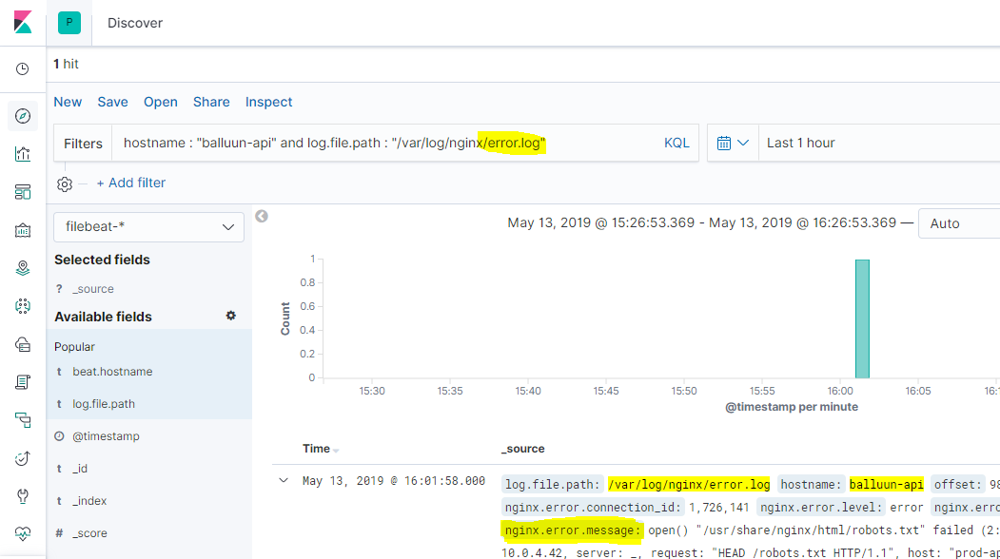 P Discover
1 hit
New Save Open Share Inspect
Filters hostname : "balluun-api" and log.file.path : "/var/log/nginx/error.log" KQL Last 1 hour
+ Add filter
filebeat-*
May 13, 2019 @ 15:26:53.369 - May 13, 2019 @ 16:26:53.369 — Auto
Selected fields
? _source
Available fields
Popular
t beat.hostname
t log.file.path
@timestamp
t _id
t _index
# _score
Count
1
0.8
0.6
0.4
0.2
0
15:30 15:35 15:40 15:45 15:50 15:55 16:00 16:05 16:1
@timestamp per minute
Time _source
May 13, 2019 @ 16:01:58.000 log.file.path: /var/log/nginx/error.log hostname: balluun-api offset: 98
nginx.error.connection_id: 1,726,141 nginx.error.level: error nginx.erro
nginx.error.message: open() "/usr/share/nginx/html/robots.txt" failed (2:
10.0.4.42, server: _, request: "HEAD /robots.txt HTTP/1.1", host: "prod-ap